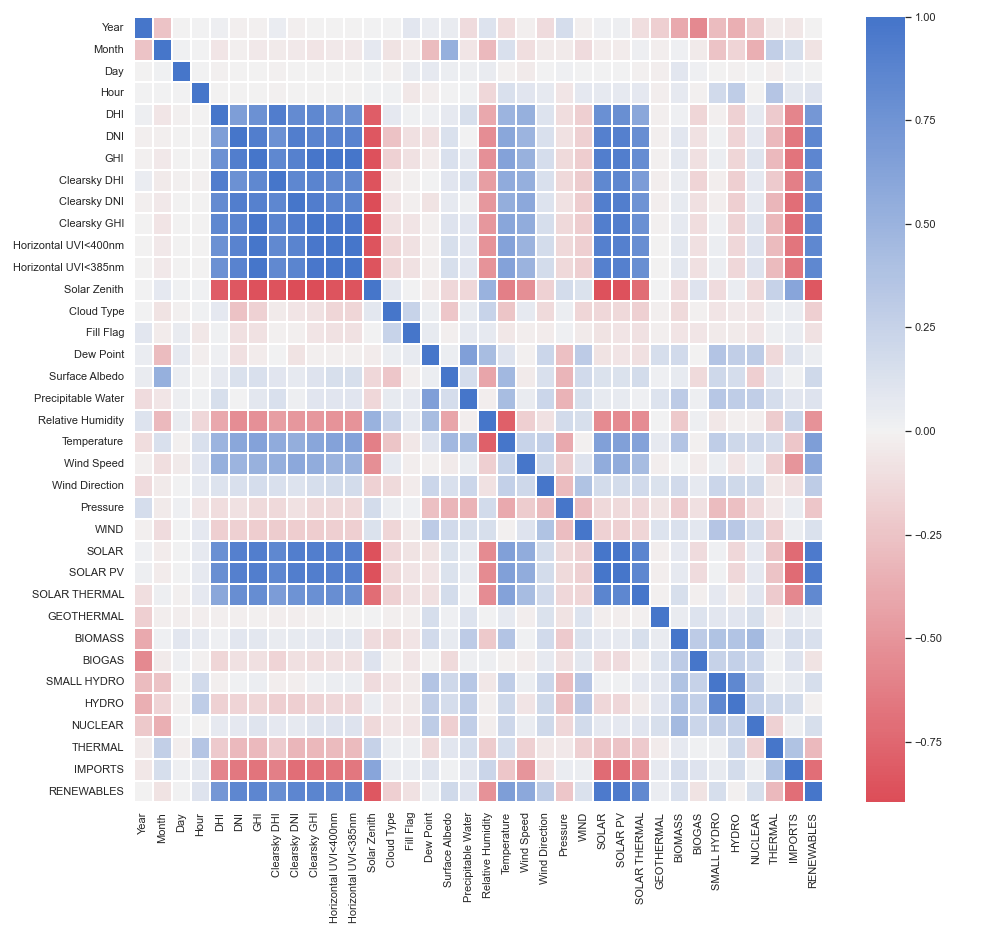 Year
Month
Day
Hour
DHI
DNI
GHI
Clearsky DHI
Clearsky DNI
Clearsky GHI
Horizontal UVI<400nm
Horizontal UVI<385nm
Solar Zenith
Cloud Type
Fill Flag
Dew Point
Surface Albedo
Precipitable Water
Relative Humidity
Temperature
Wind Speed
Wind Direction
Pressure
WIND
SOLAR
SOLAR PV
SOLAR THERMAL
GEOTHERMAL
BIOMASS
BIOGAS
SMALL HYDRO
HYDRO
NUCLEAR
THERMAL
IMPORTS
RENEWABLES
Year
Month
Day
Hour
DHI
DNI
GHI
Clearsky DHI
Clearsky DNI
Clearsky GHI
Horizontal UVI<400nm
Horizontal UVI<385nm
Solar Zenith
Cloud Type
Fill Flag
Dew Point
Surface Albedo
Precipitable Water
Relative Humidity
Temperature
Wind Speed
Wind Direction
Pressure
WIND
SOLAR
SOLAR PV
SOLAR THERMAL
GEOTHERMAL
BIOMASS
BIOGAS
SMALL HYDRO
HYDRO
NUCLEAR
THERMAL
IMPORTS
RENEWABLES
1.00
0.75
0.50
0.25
0.00
−0.25
−0.50
−0.75